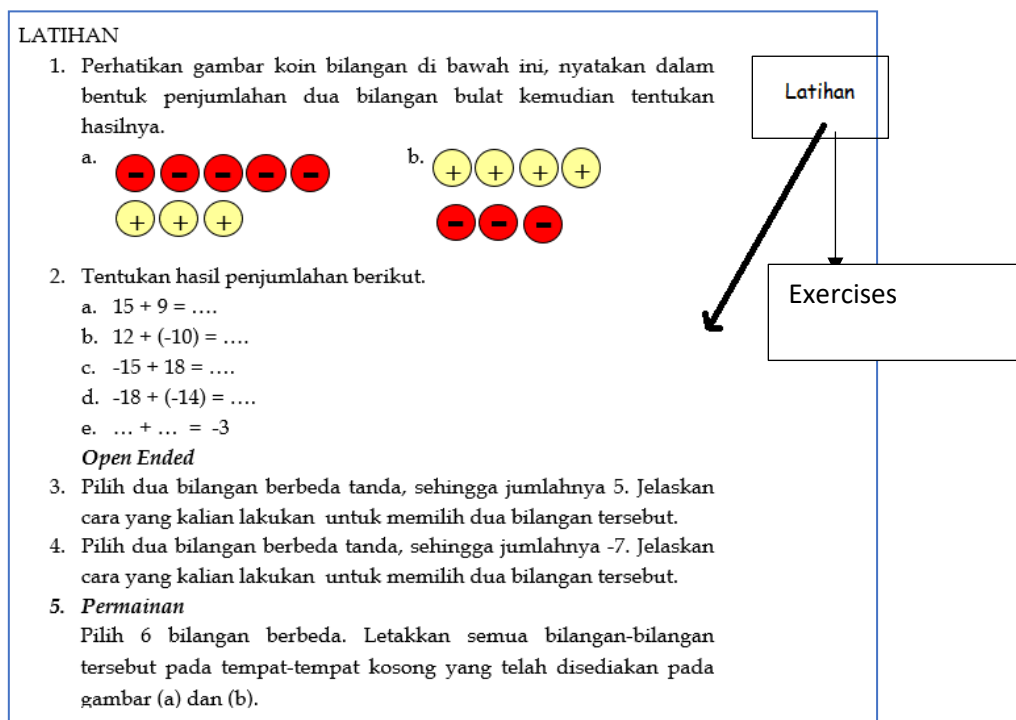 LATIHAN
1. Perhatikan gambar koin bilangan di bawah ini, nyatakan dalam
bentuk penjumlahan dua bilangan bulat kemudian tentukan
hasilnya.
a. - - - - - b. + + + +
+ + + - - -
2. Tentukan hasil penjumlahan berikut.
a. 15 + 9 = ....
b. 12 + (-10) = ....
c. -15 + 18 = ....
d. -18 + (-14) = ....
e. ... + ... = -3
Open Ended
3. Pilih dua bilangan berbeda tanda, sehingga jumlahnya 5. Jelaskan
cara yang kalian lakukan untuk memilih dua bilangan tersebut.
4. Pilih dua bilangan berbeda tanda, sehingga jumlahnya -7. Jelaskan
cara yang kalian lakukan untuk memilih dua bilangan tersebut.
5. Permainan
Pilih 6 bilangan berbeda. Letakkan semua bilangan-bilangan
tersebut pada tempat-tempat kosong yang telah disediakan pada
gambar (a) dan (b).
Latihan
Exercises